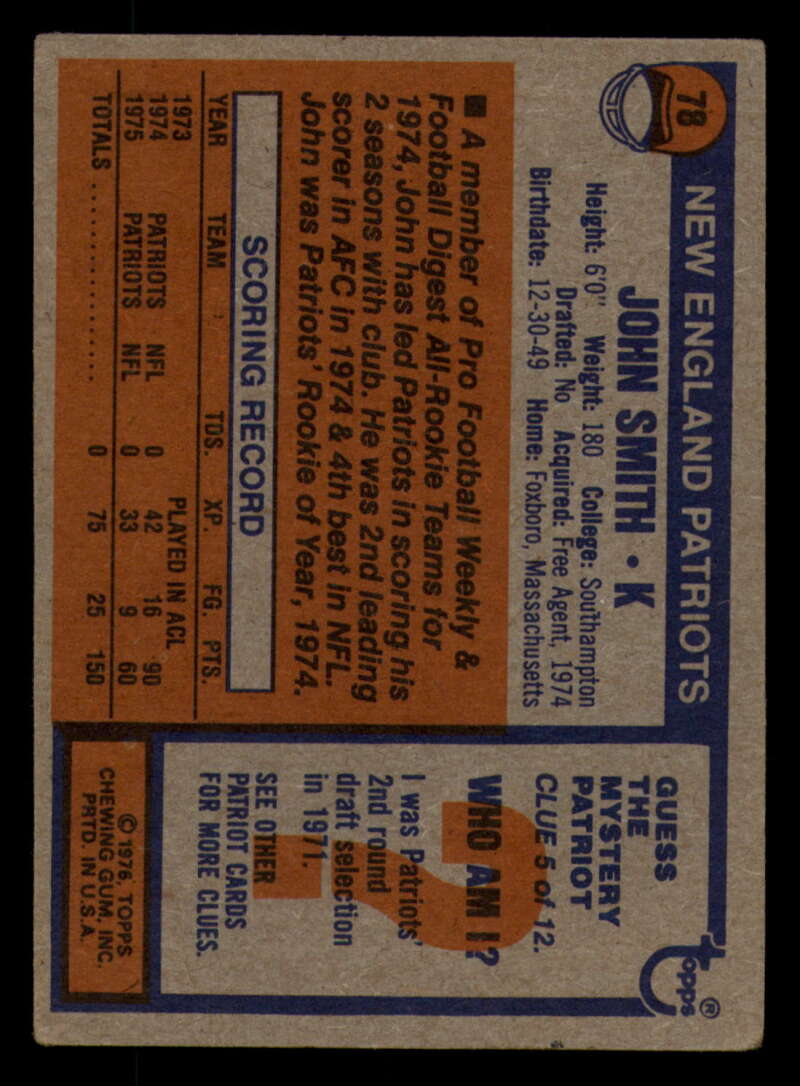 78
NEW ENGLAND PATRIOTS
JOHN SMITH • K
Height: 6'0" Weight: 180 College: Southampton
Drafted: No Acquired: Free Agent, 1974
Birthdate: 12-30-49 Home: Foxboro, Massachusetts
■ A member of Pro Football Weekly &
Football Digest All-Rookie Teams for
1974, John has led Patriots in scoring his
2 seasons with club. He was 2nd leading
scorer in AFC in 1974 & 4th best in NFL.
John was Patriots' Rookie of Year, 1974.
SCORING RECORD
YEAR TEAM TDS. XP. FG. PTS.
1973 PLAYED IN ACL
1974 PATRIOTS NFL 0 42 16 90
1975 PATRIOTS NFL 0 33 9 60
TOTALS .................... 0 75 25 150
topps®
GUESS
THE
MYSTERY
PATRIOT
CLUE 5 of 12.
?
WHO AM I?
I was Patriots'
2nd round
draft selection
in 1971.
SEE OTHER
PATRIOT CARDS
FOR MORE CLUES.
© 1976, TOPPS
CHEWING GUM, INC.
PRTD. IN U.S.A.